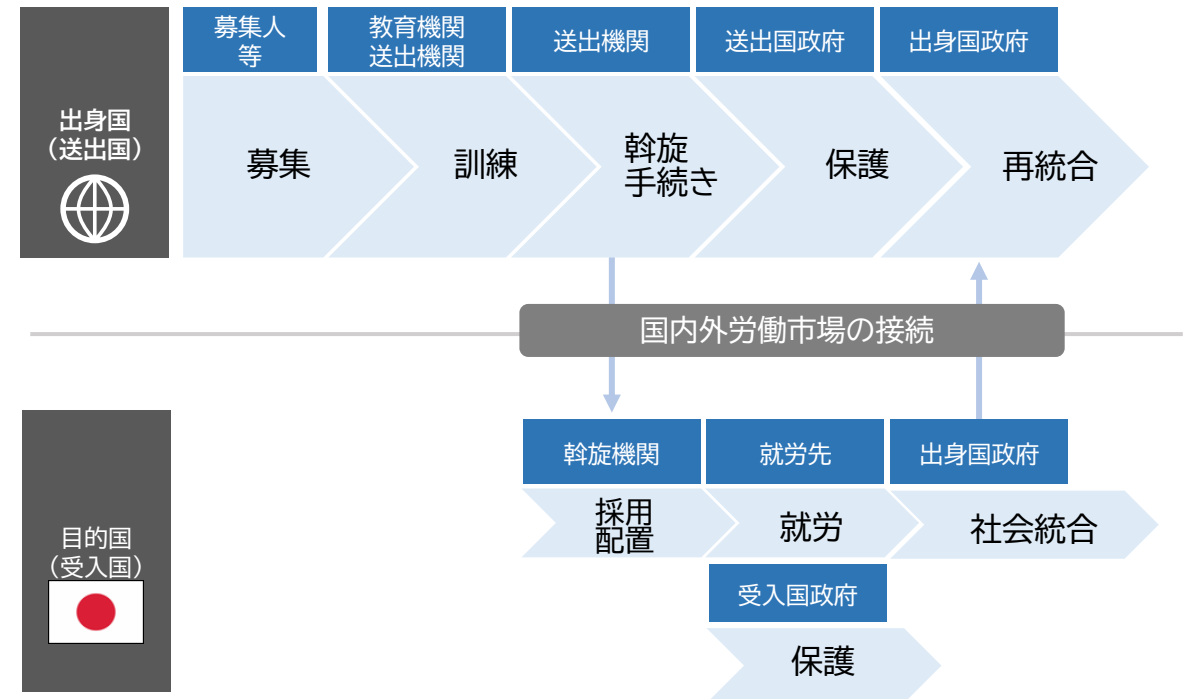 募集人
等
教育機関
送出機関
送出機関
送出国政府
出身国政府
出身国
（送出国）
募集
訓練
斡旋
手続き
保護
再統合
国内外労働市場の接続
幹旋機関
就労先
出身国政府
採用
配置
就労
社会統合
目的国
（受入国）
受入国政府
保護